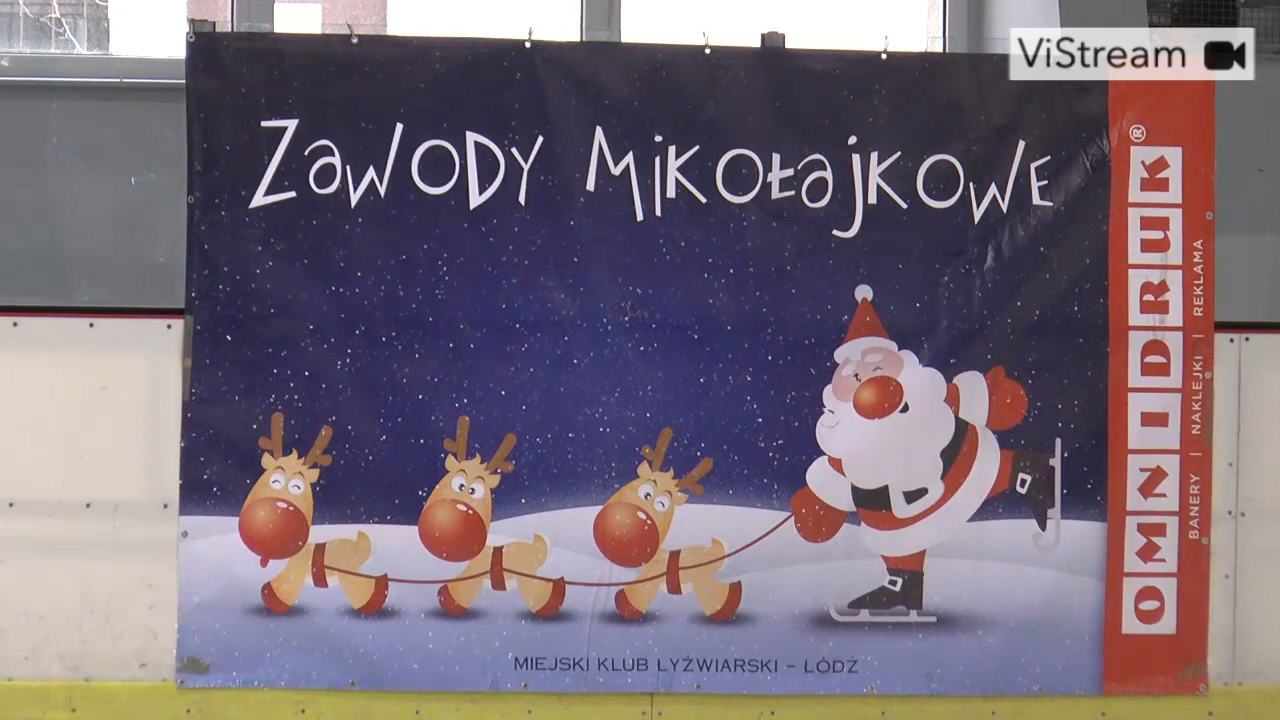 ViStream
Zawody Mikołajkowe
MIEJSKI KLUB ŁYŻWIARSKI – ŁÓDŹ
OMNIDRUK®
BANERY | NAKLEJKI | REKLAMA